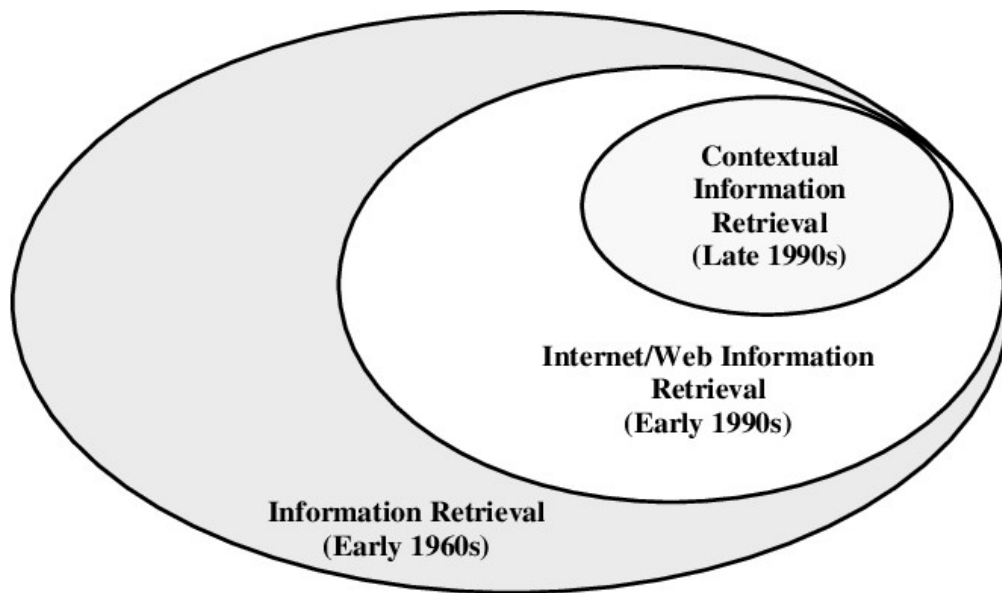 Contextual
Information
Retrieval
(Late 1990s)
Internet/Web Information
Retrieval
(Early 1990s)
Information Retrieval
(Early 1960s)